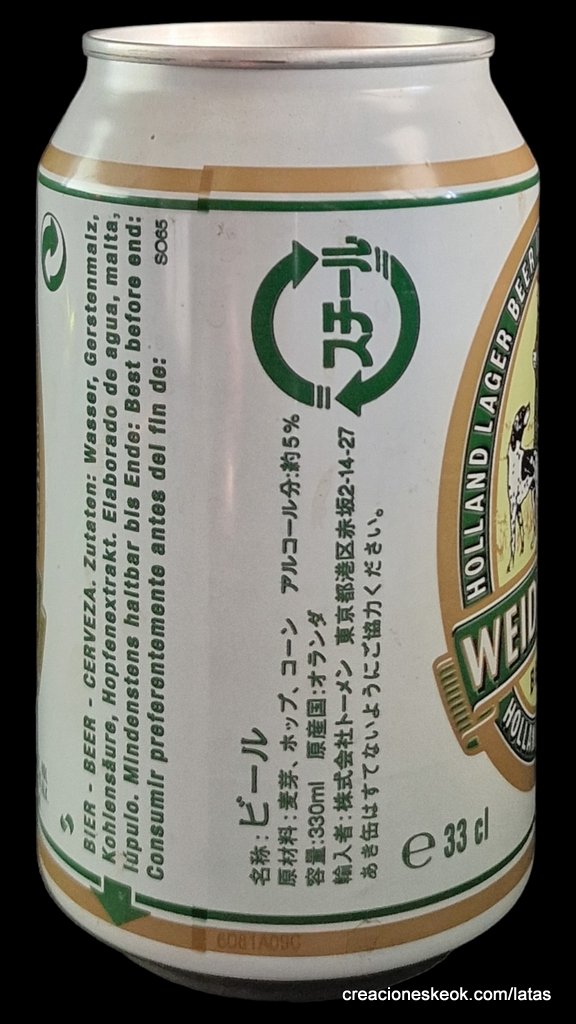 BIER - BEER - CERVEZA. Zutaten: Wasser, Gerstenmalz,
Kohlensäure, Hopfenextrakt. Elaborado de agua, malta,
lúpulo. Mindenstens haltbar bis Ende: Best before end:
Consumir preferentemente antes del fin de:
SO65
スチール
名称:ビール
原材料:麦芽、ホップ、コーン アルコール分:約5%
容量:330ml 原産国:オランダ
輸入者:株式会社トーメン 東京都港区赤坂2-14-27
あき缶はすてないようにご協力ください。
e 33 cl
HOLLAND LAGER BEER
WEID
6081A09C
creacioneskeok.com/latas